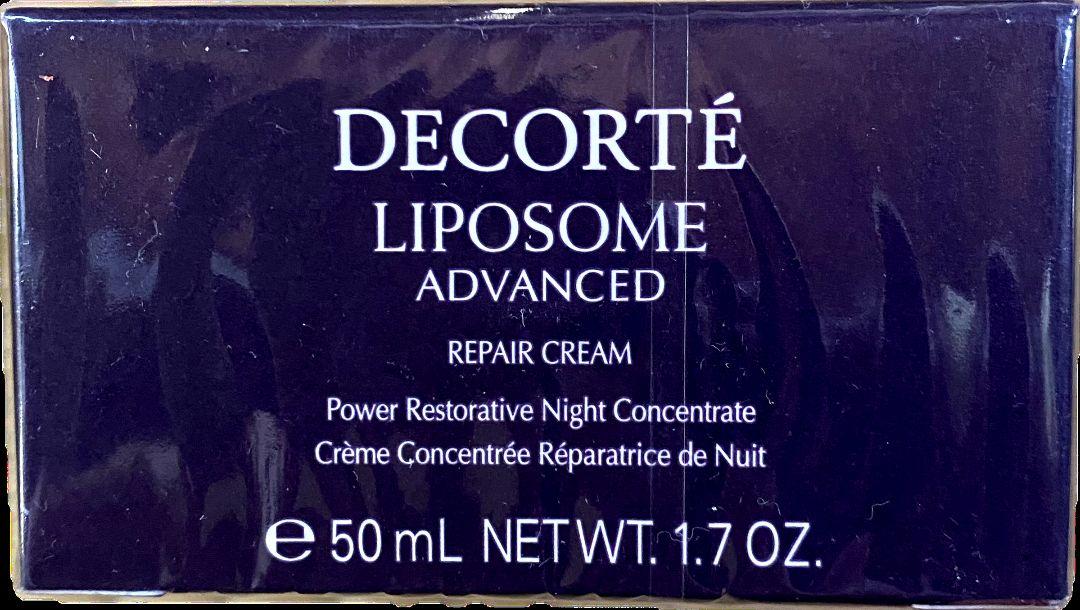 DECORTÉ
LIPOSOME
ADVANCED
REPAIR CREAM
Power Restorative Night Concentrate
Crème Concentrée Réparatrice de Nuit
℮ 50 mL NET WT. 1.7 OZ.